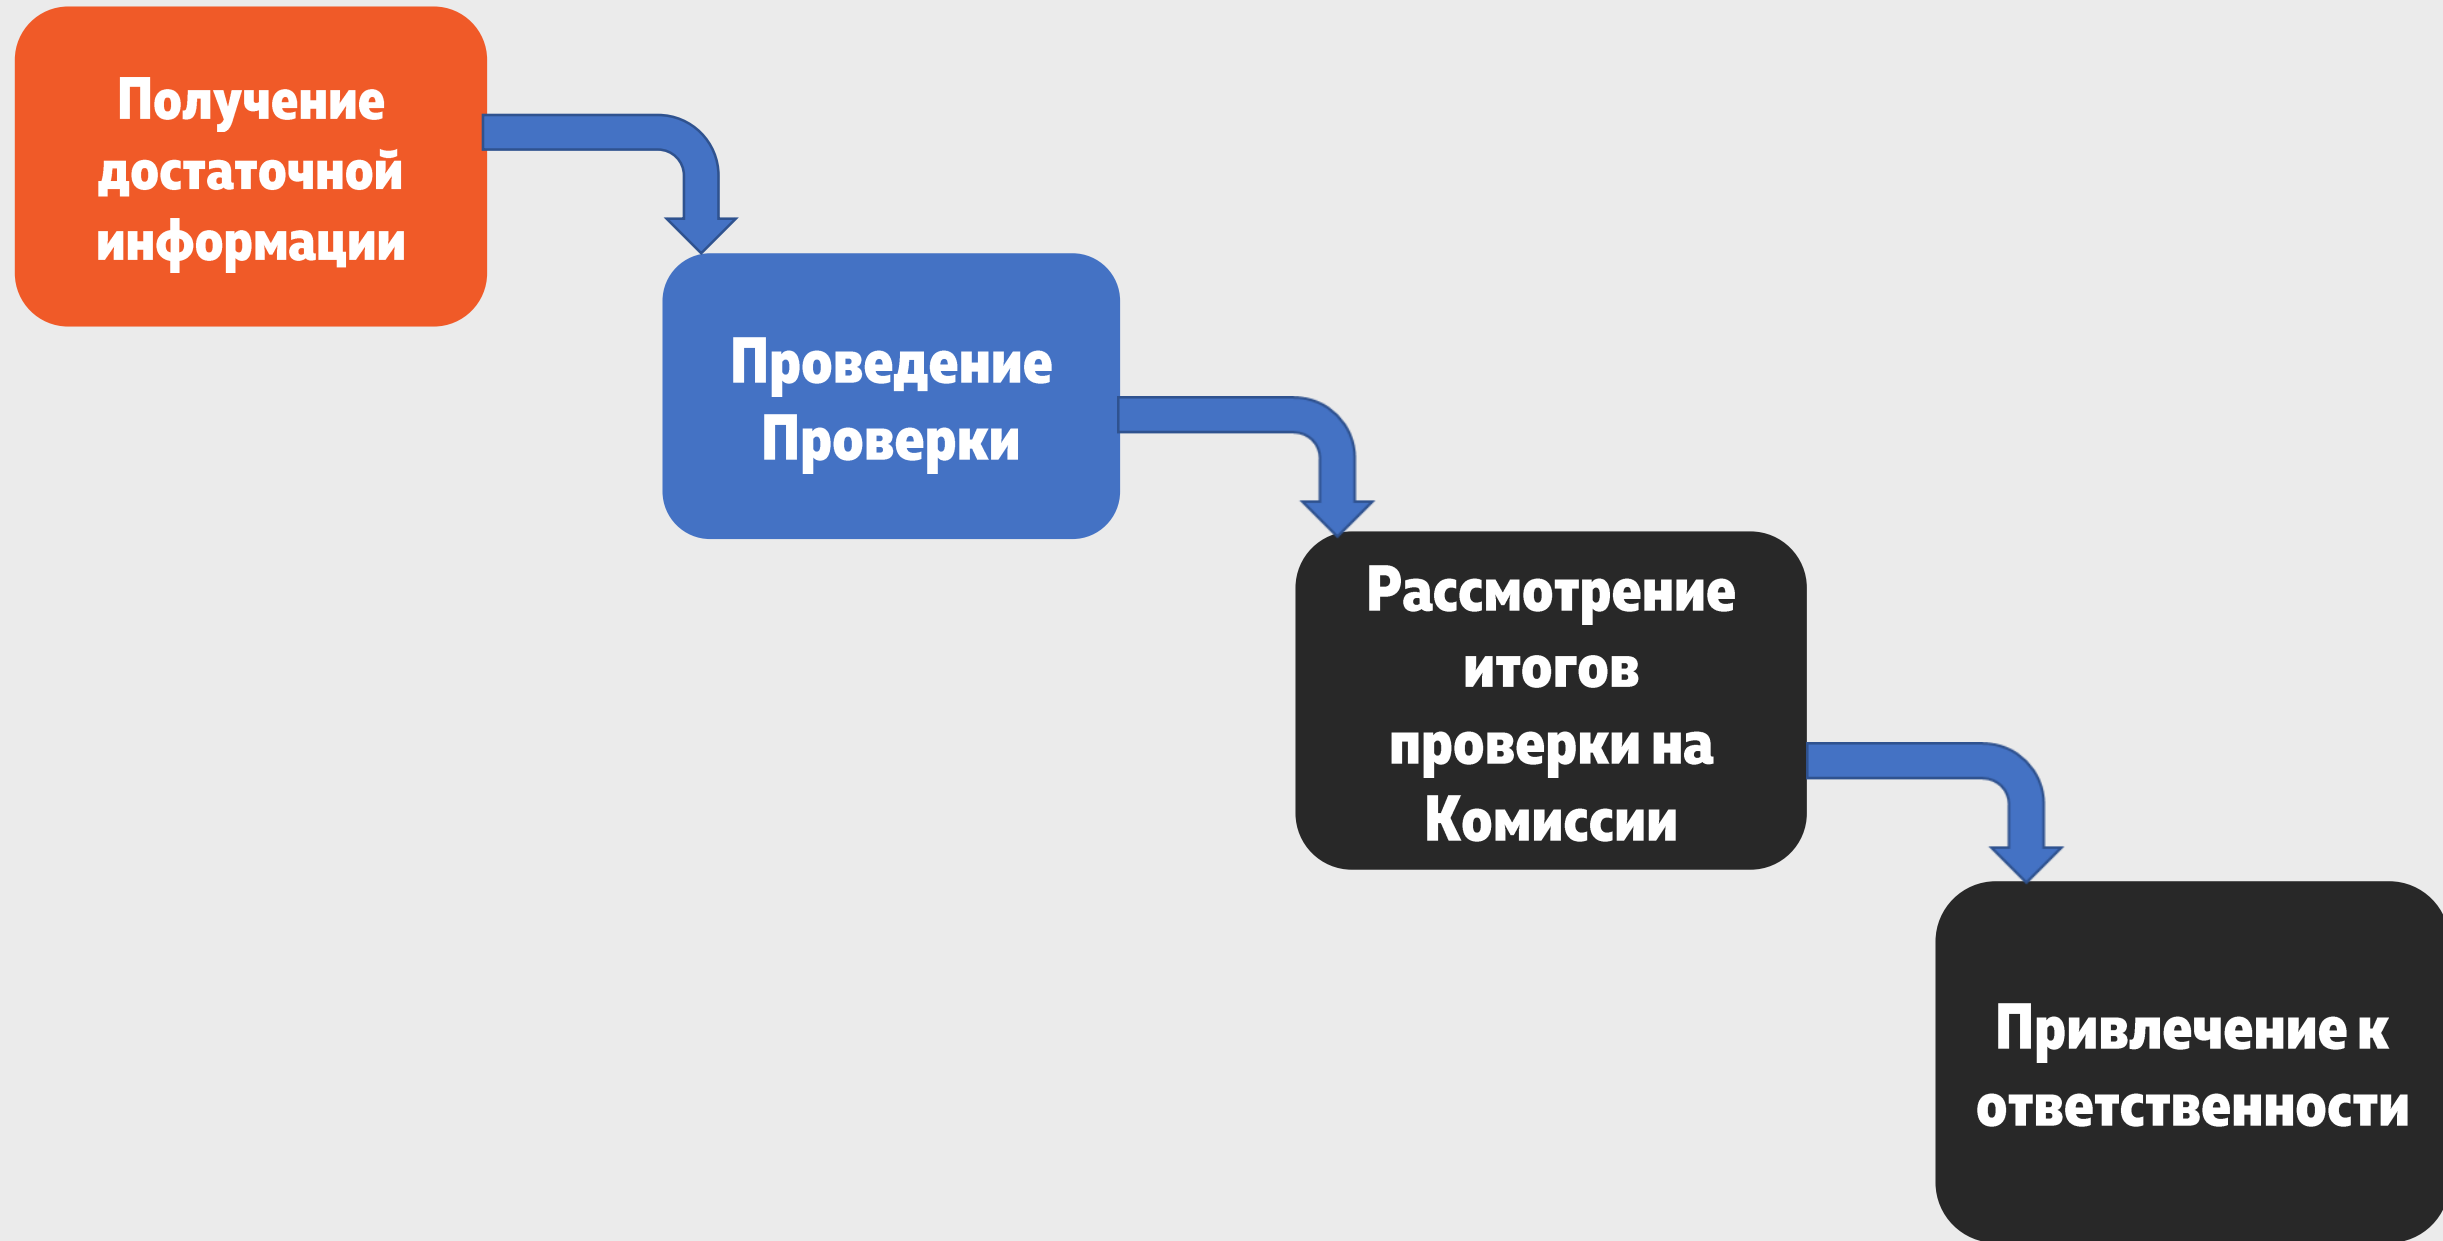 Получение
достаточной
информации
Проведение
Проверки
Рассмотрение
итогов
проверки на
Комиссии
Привлечение к
ответственности